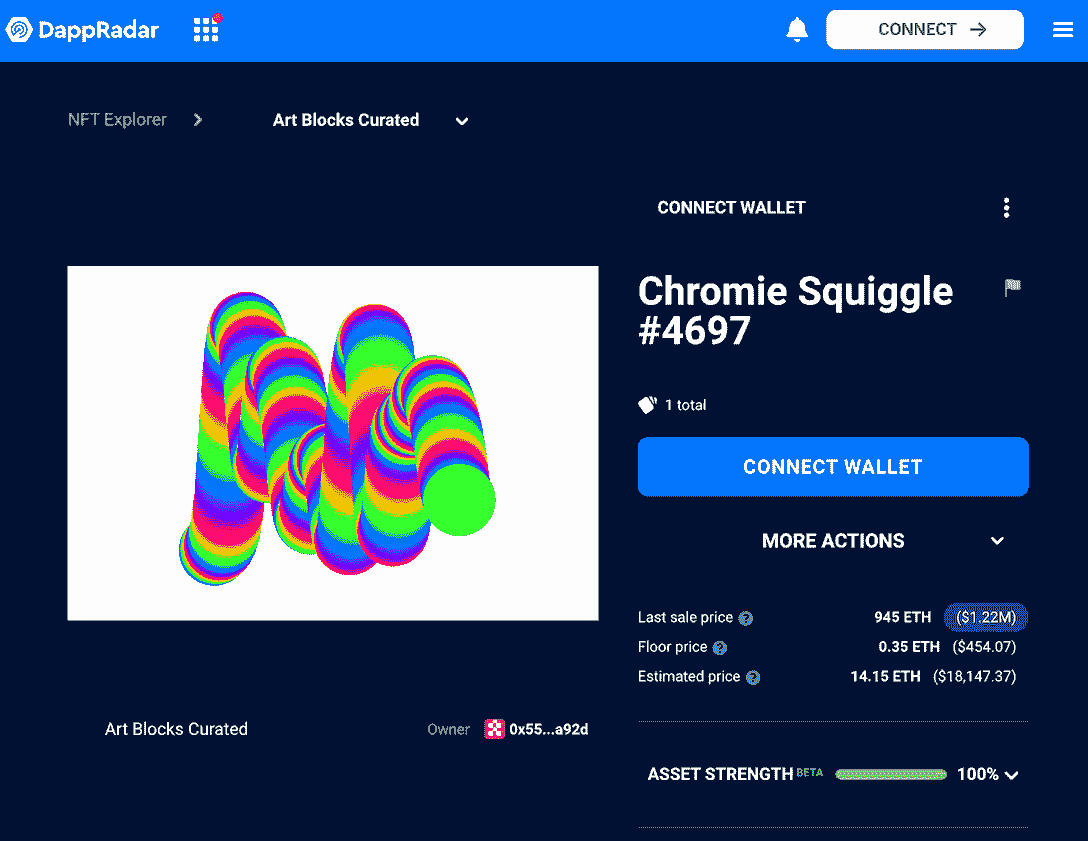 DappRadar
CONNECT →
NFT Explorer
Art Blocks Curated
CONNECT WALLET
Chromie Squiggle
#4697
1 total
CONNECT WALLET
MORE ACTIONS
Last sale price ? 945 ETH ($1.22M)
Floor price ? 0.35 ETH ($454.07)
Estimated price ? 14.15 ETH ($18,147.37)
Art Blocks Curated
Owner 0x55...a92d
ASSET STRENGTH BETA 100%